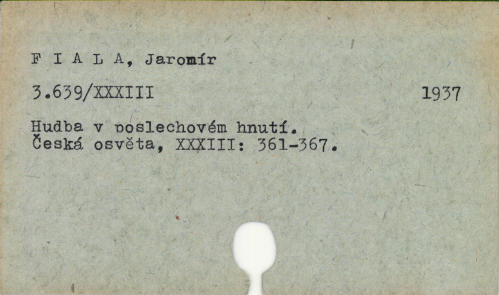 F I A L A, Jaromír
3.639/XXXIII 1937
Hudba v poslechovém hnutí.
Česká osvěta, XXXIII: 361-367.